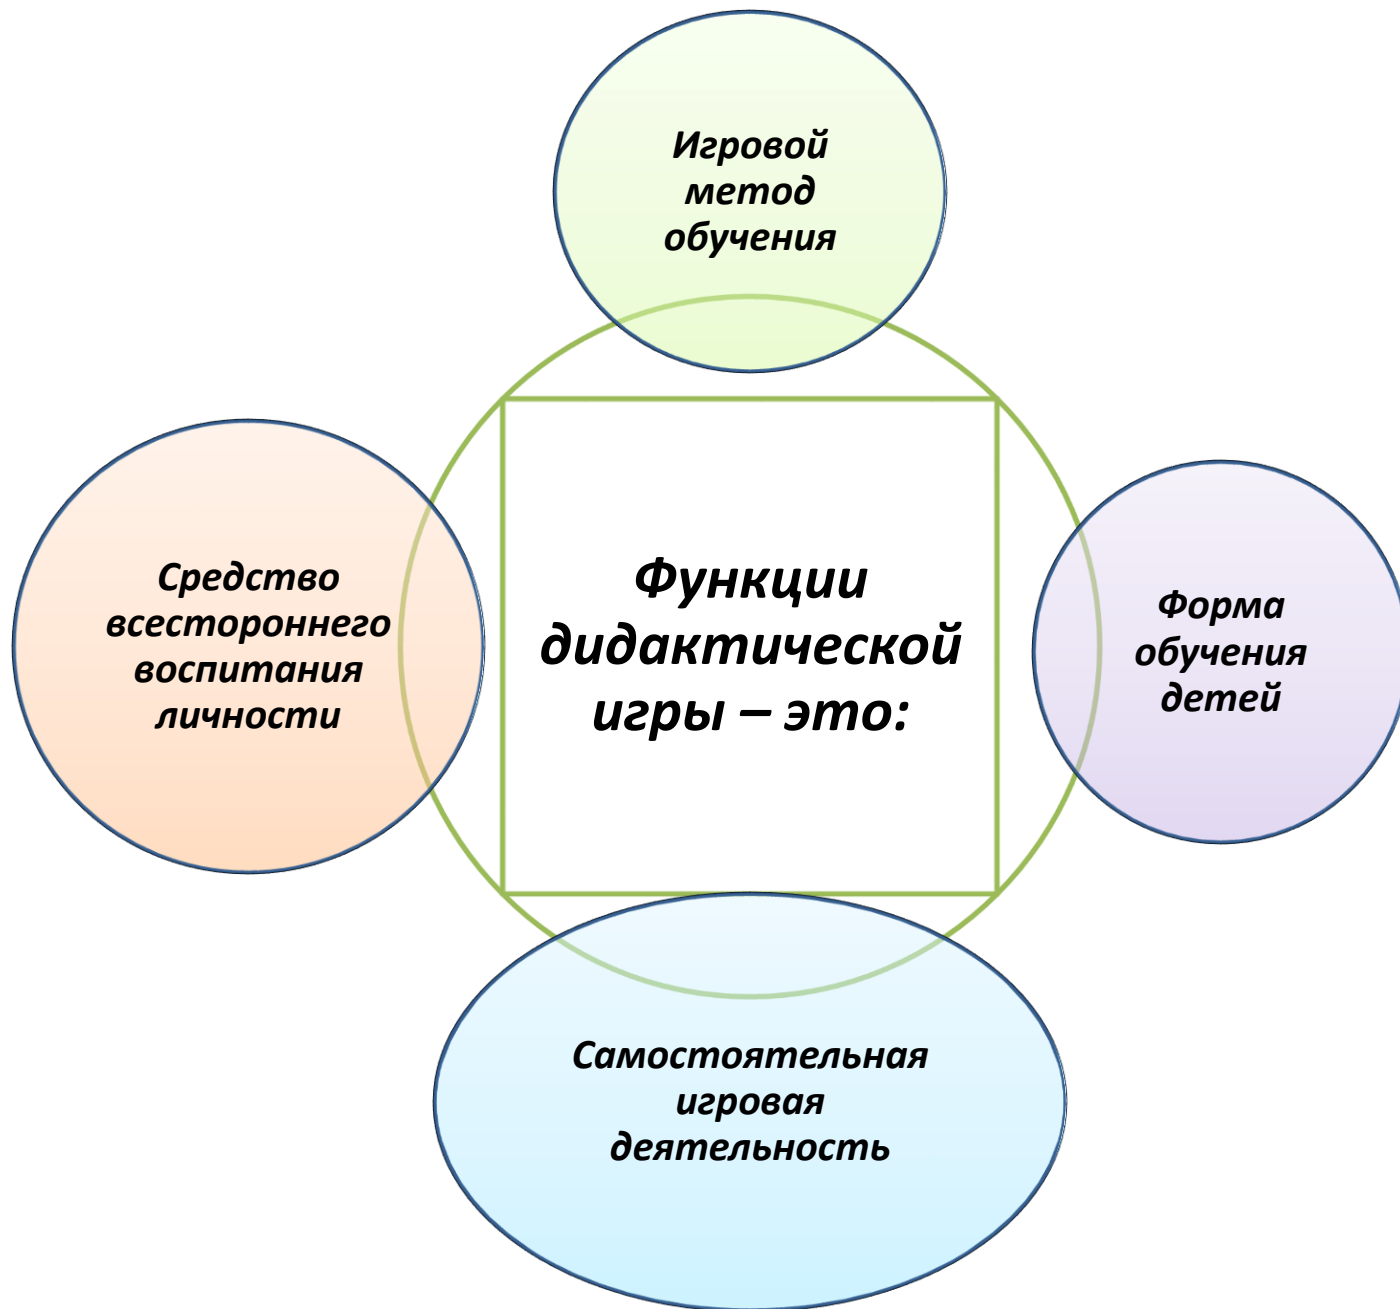 Игровой
метод
обучения
Средство
всестороннего
воспитания
личности
Функции
дидактической
игры – это:
Форма
обучения
детей
Самостоятельная
игровая
деятельность